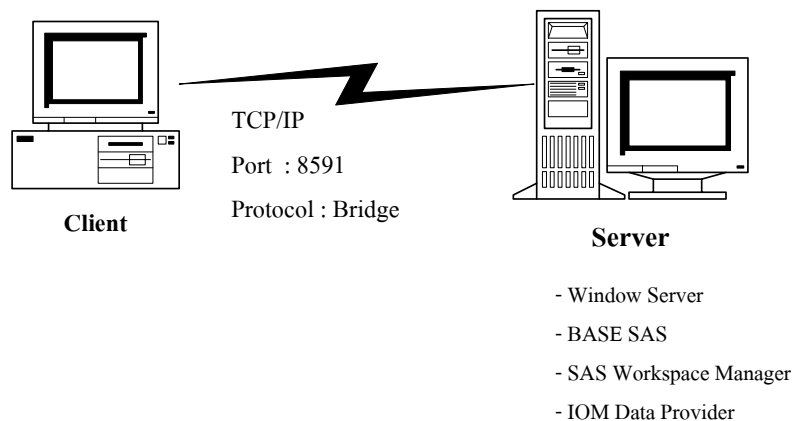 TCP/IP
Port : 8591
Protocol : Bridge
Client
Server
- Window Server
- BASE SAS
- SAS Workspace Manager
- IOM Data Provider